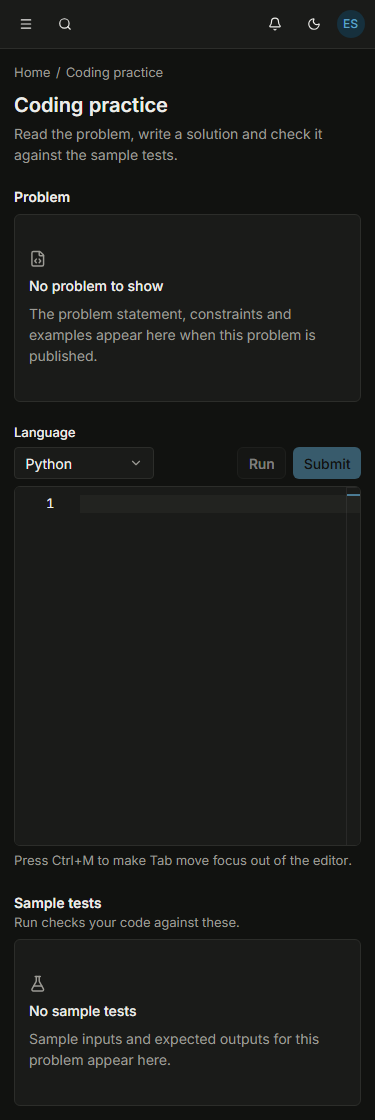 ES
Home / Coding practice
Coding practice
Read the problem, write a solution and check it
against the sample tests.
Problem
No problem to show
The problem statement, constraints and
examples appear here when this problem is
published.
Language
Python
Run
Submit
1
Press Ctrl+M to make Tab move focus out of the editor.
Sample tests
Run checks your code against these.
No sample tests
Sample inputs and expected outputs for this
problem appear here.